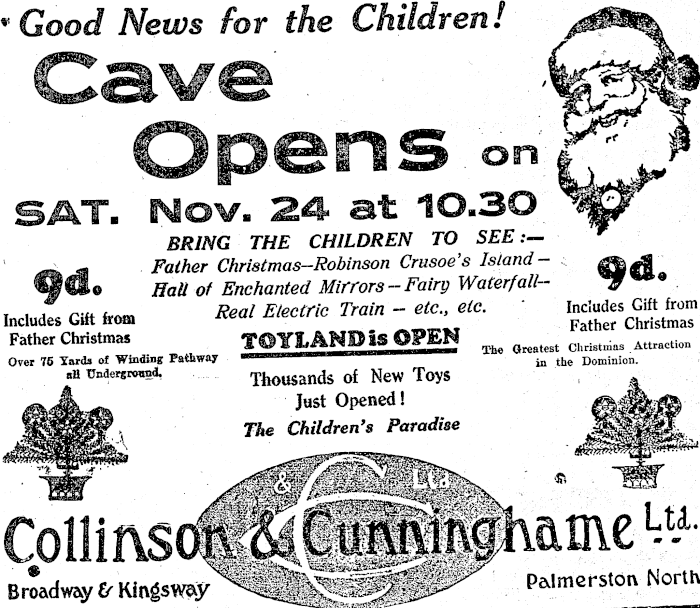 Good News for the Children!
Cave
Opens on
SAT. Nov. 24 at 10.30
BRING THE CHILDREN TO SEE:—
Father Christmas—Robinson Crusoe's Island—
Hall of Enchanted Mirrors—Fairy Waterfall—
Real Electric Train — etc., etc.
9d.
Includes Gift from
Father Christmas
Over 75 Yards of Winding Pathway
all Underground.
TOYLAND is OPEN
Thousands of New Toys
Just Opened!
The Children's Paradise
9d.
Includes Gift from
Father Christmas
The Greatest Christmas Attraction
in the Dominion.
& C Ltd
Collinson & Cunninghame Ltd.
Broadway & Kingsway
Palmerston North